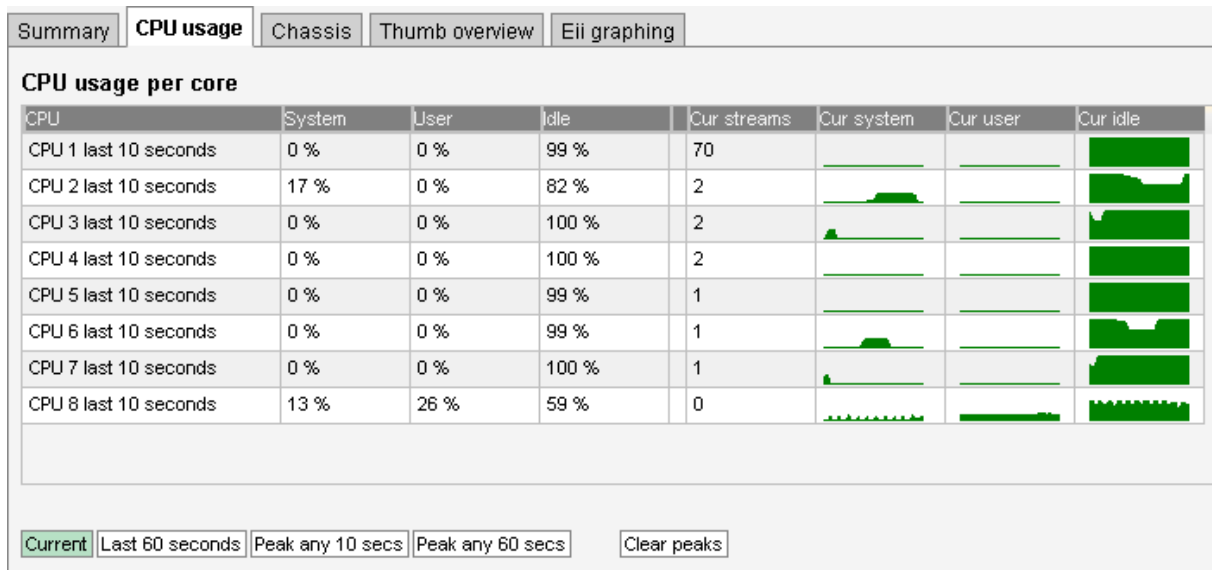 Summary CPU usage Chassis Thumb overview Eii graphing
CPU usage per core
CPU System User Idle Cur streams Cur system Cur user Cur idle
CPU 1 last 10 seconds 0 % 0 % 99 % 70
CPU 2 last 10 seconds 17 % 0 % 82 % 2
CPU 3 last 10 seconds 0 % 0 % 100 % 2
CPU 4 last 10 seconds 0 % 0 % 100 % 2
CPU 5 last 10 seconds 0 % 0 % 99 % 1
CPU 6 last 10 seconds 0 % 0 % 99 % 1
CPU 7 last 10 seconds 0 % 0 % 100 % 1
CPU 8 last 10 seconds 13 % 26 % 59 % 0
Current Last 60 seconds Peak any 10 secs Peak any 60 secs Clear peaks